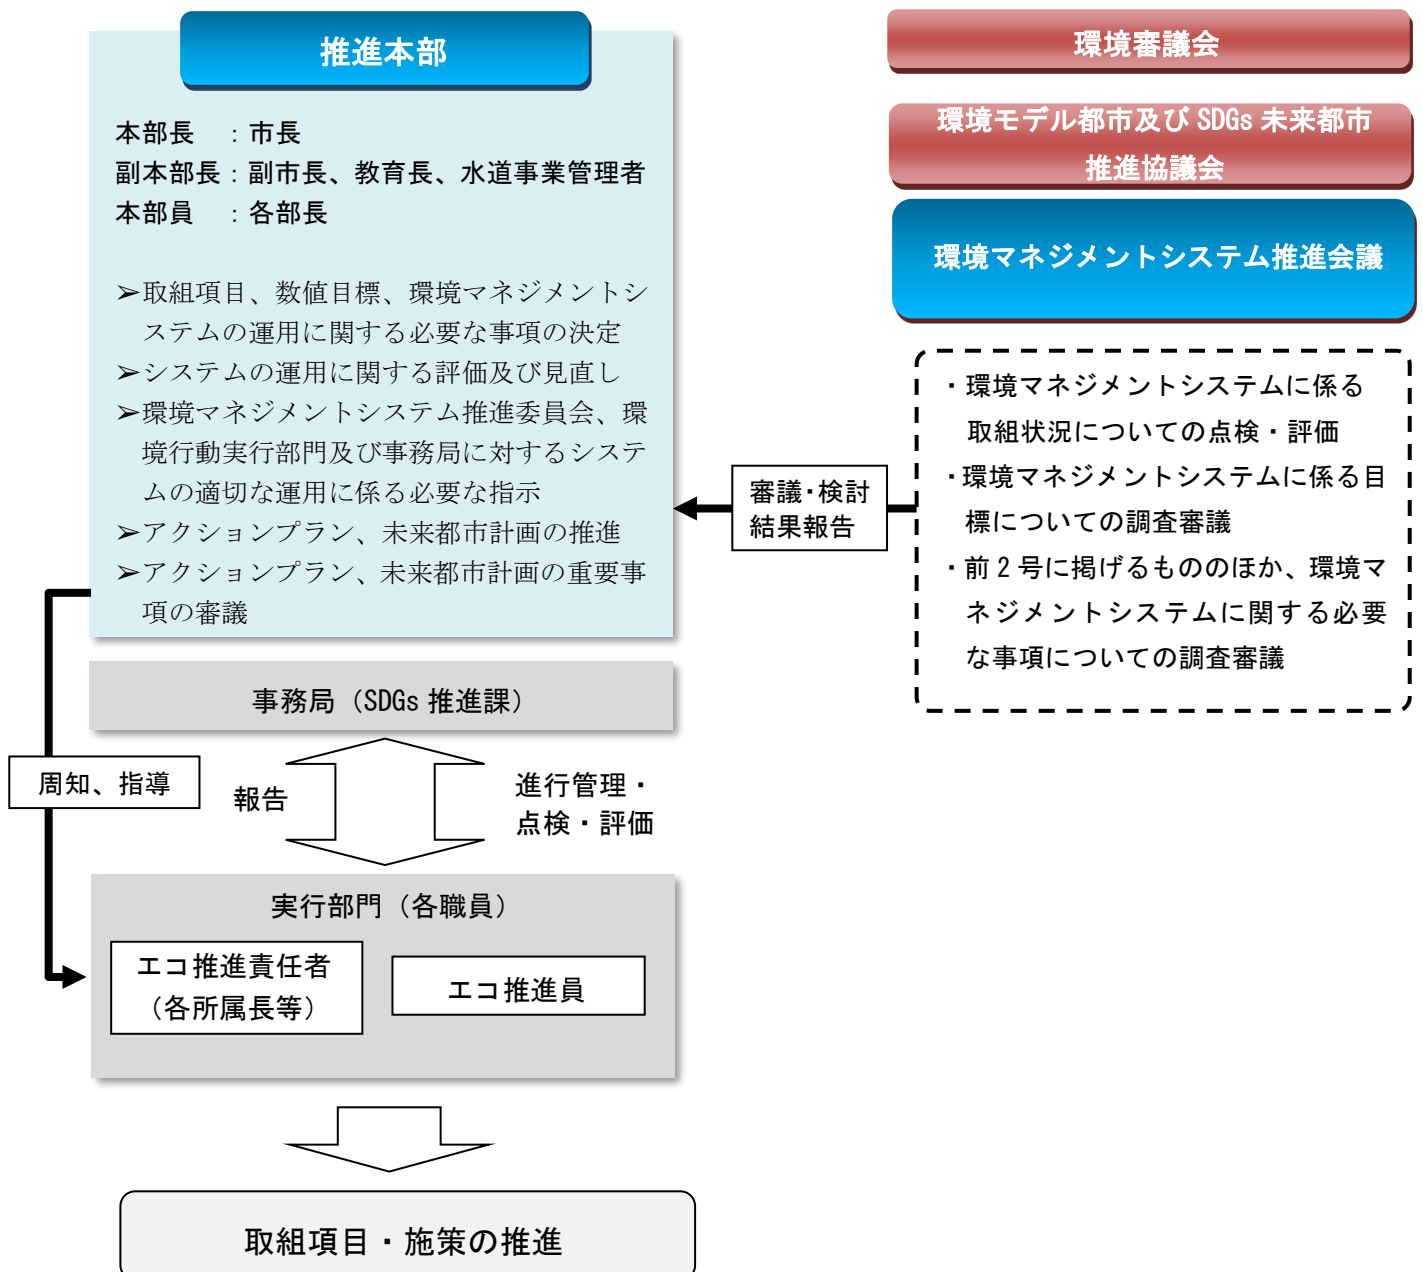 推進本部
本部長　：市長
副本部長：副市長、教育長、水道事業管理者
本部員　：各部長
➢取組項目、数値目標、環境マネジメントシ
ステムの運用に関する必要な事項の決定
➢システムの運用に関する評価及び見直し
➢環境マネジメントシステム推進委員会、環
境行動実行部門及び事務局に対するシステ
ムの適切な運用に係る必要な指示
➢アクションプラン、未来都市計画の推進
➢アクションプラン、未来都市計画の重要事
項の審議
環境審議会
環境モデル都市及び SDGs 未来都市
推進協議会
環境マネジメントシステム推進会議
・環境マネジメントシステムに係る
取組状況についての点検・評価
・環境マネジメントシステムに係る目
標についての調査審議
・前２号に掲げるもののほか、環境マ
ネジメントシステムに関する必要
な事項についての調査審議
審議・検討
結果報告
事務局（SDGs 推進課）
周知、指導
報告
進行管理・
点検・評価
実行部門（各職員）
エコ推進責任者
（各所属長等）
エコ推進員
取組項目・施策の推進